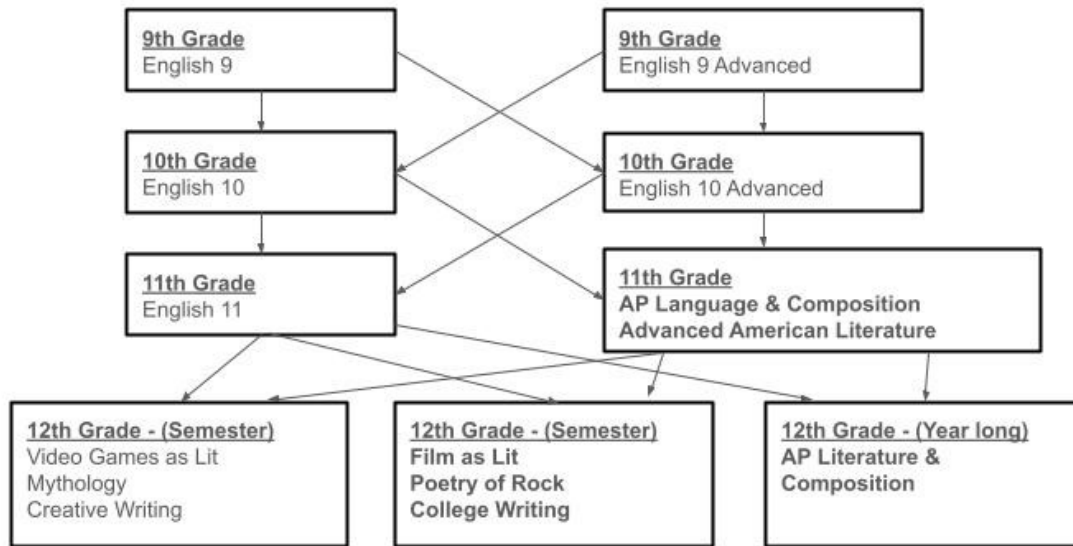 9th Grade
English 9
9th Grade
English 9 Advanced
10th Grade
English 10
10th Grade
English 10 Advanced
11th Grade
English 11
11th Grade
AP Language & Composition
Advanced American Literature
12th Grade - (Semester)
Video Games as Lit
Mythology
Creative Writing
12th Grade - (Semester)
Film as Lit
Poetry of Rock
College Writing
12th Grade - (Year long)
AP Literature &
Composition